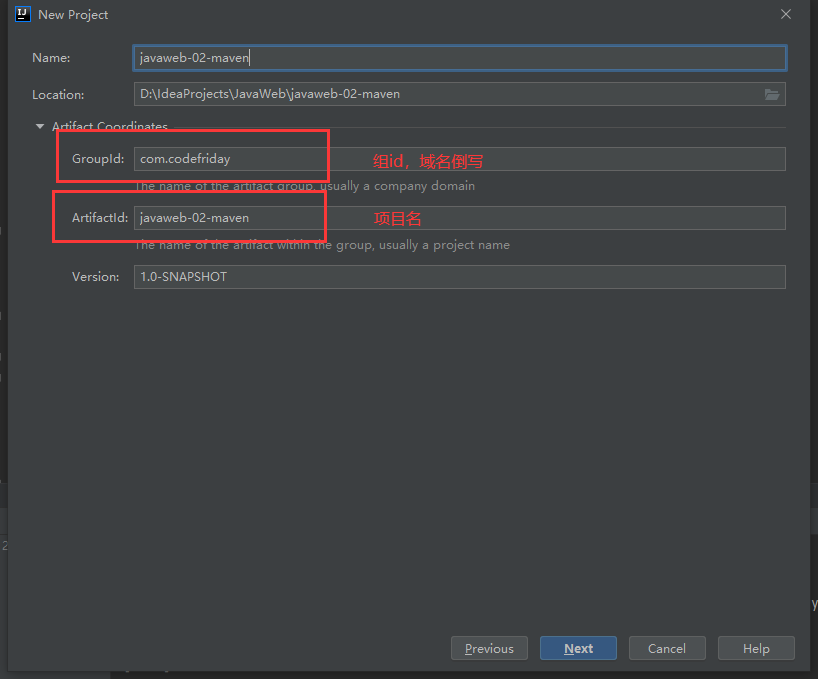 New Project
Name: javaweb-02-maven
Location: D:\IdeaProjects\JavaWeb\javaweb-02-maven
Artifact Coordinates
GroupId: com.codefriday 组id，域名倒写
The name of the artifact group, usually a company domain
ArtifactId: javaweb-02-maven 项目名
The name of the artifact within the group, usually a project name
Version: 1.0-SNAPSHOT
Previous Next Cancel Help